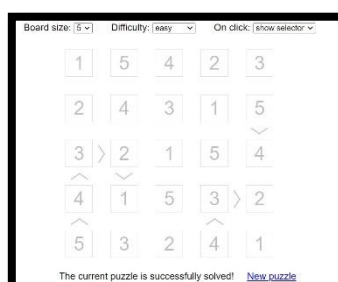 Board size: 5 Difficulty: easy On click: show selector
1 5 4 2 3
2 4 3 1 5
3 > 2 1 5 4
4 1 5 3 > 2
5 3 2 4 1
The current puzzle is successfully solved! New puzzle